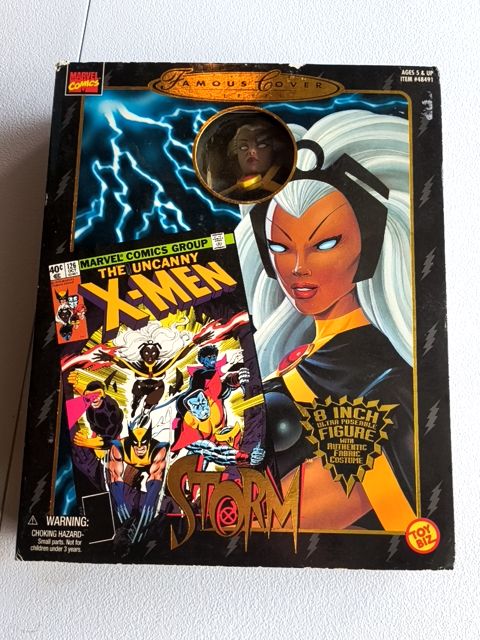 MARVEL
COMICS
FAMOUS COVER
AGES 5 & UP
ITEM #48491
MARVEL COMICS GROUP
40¢
126
OCT
THE UNCANNY
X-MEN
8 INCH
ULTRA POSEABLE
FIGURE
WITH
AUTHENTIC
FABRIC
COSTUME
STORM
WARNING:
CHOKING HAZARD-
Small parts. Not for
children under 3 years.
TOY
BIZ